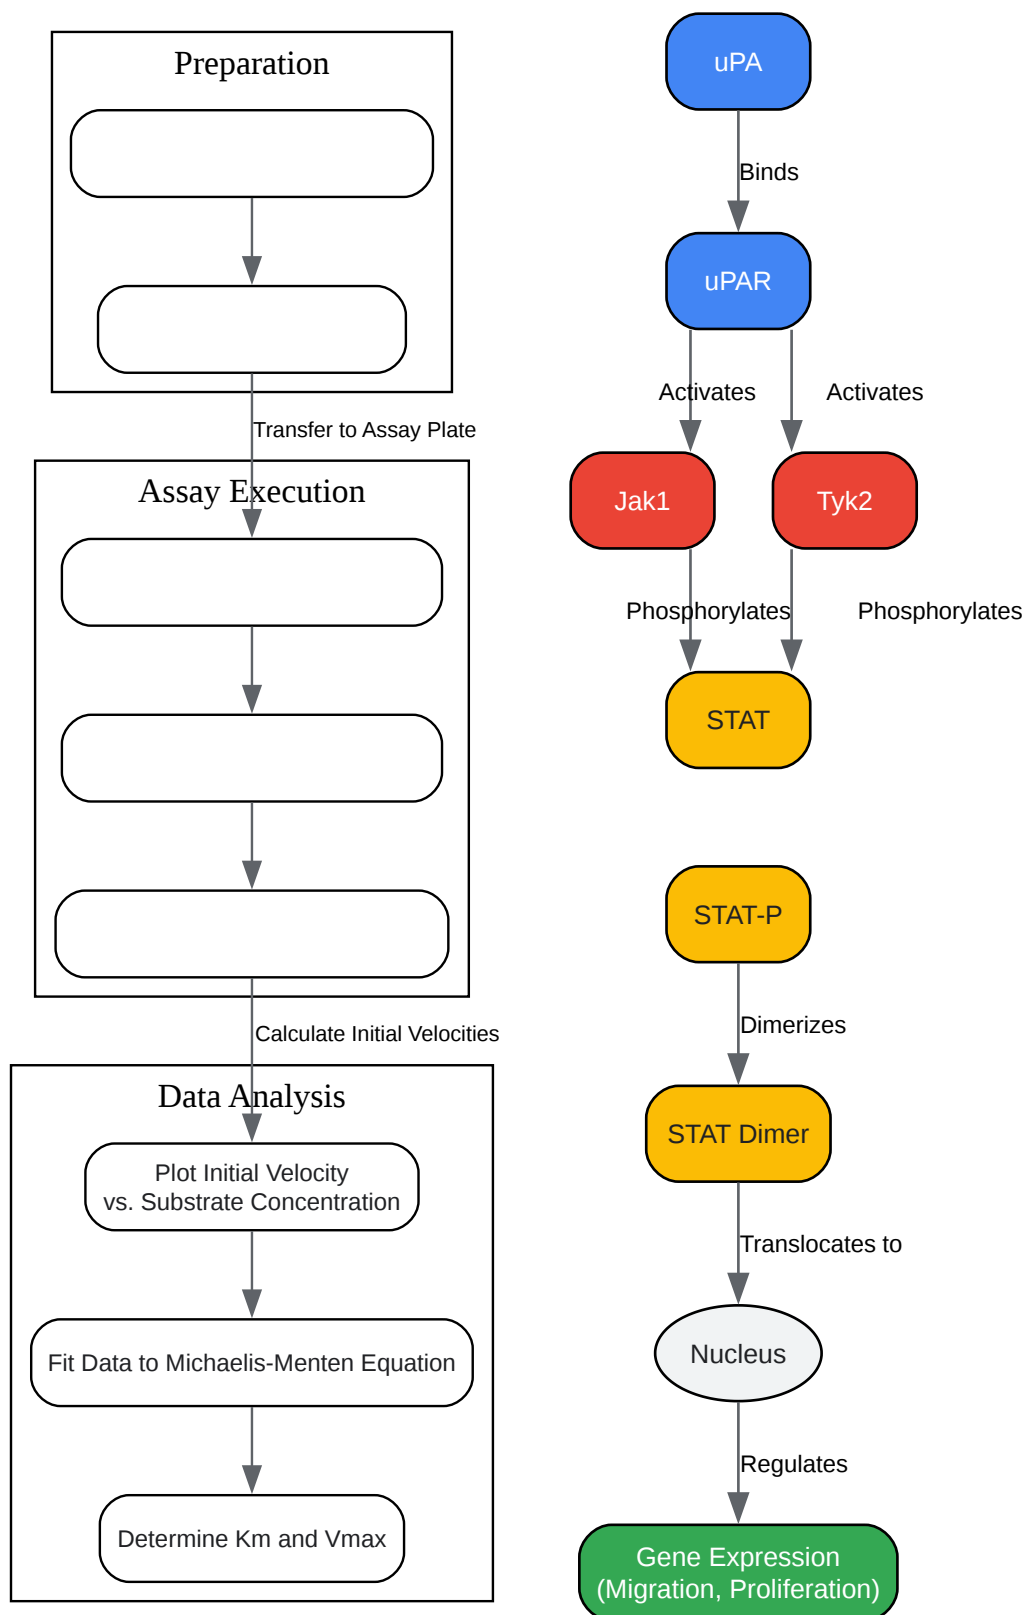 Preparation
Transfer to Assay Plate
Assay Execution
Calculate Initial Velocities
Data Analysis
Plot Initial Velocity
vs. Substrate Concentration
Fit Data to Michaelis-Menten Equation
Determine Km and Vmax
uPA
Binds
uPAR
Activates
Activates
Jak1
Tyk2
Phosphorylates
Phosphorylates
STAT
STAT-P
Dimerizes
STAT Dimer
Translocates to
Nucleus
Regulates
Gene Expression
(Migration, Proliferation)